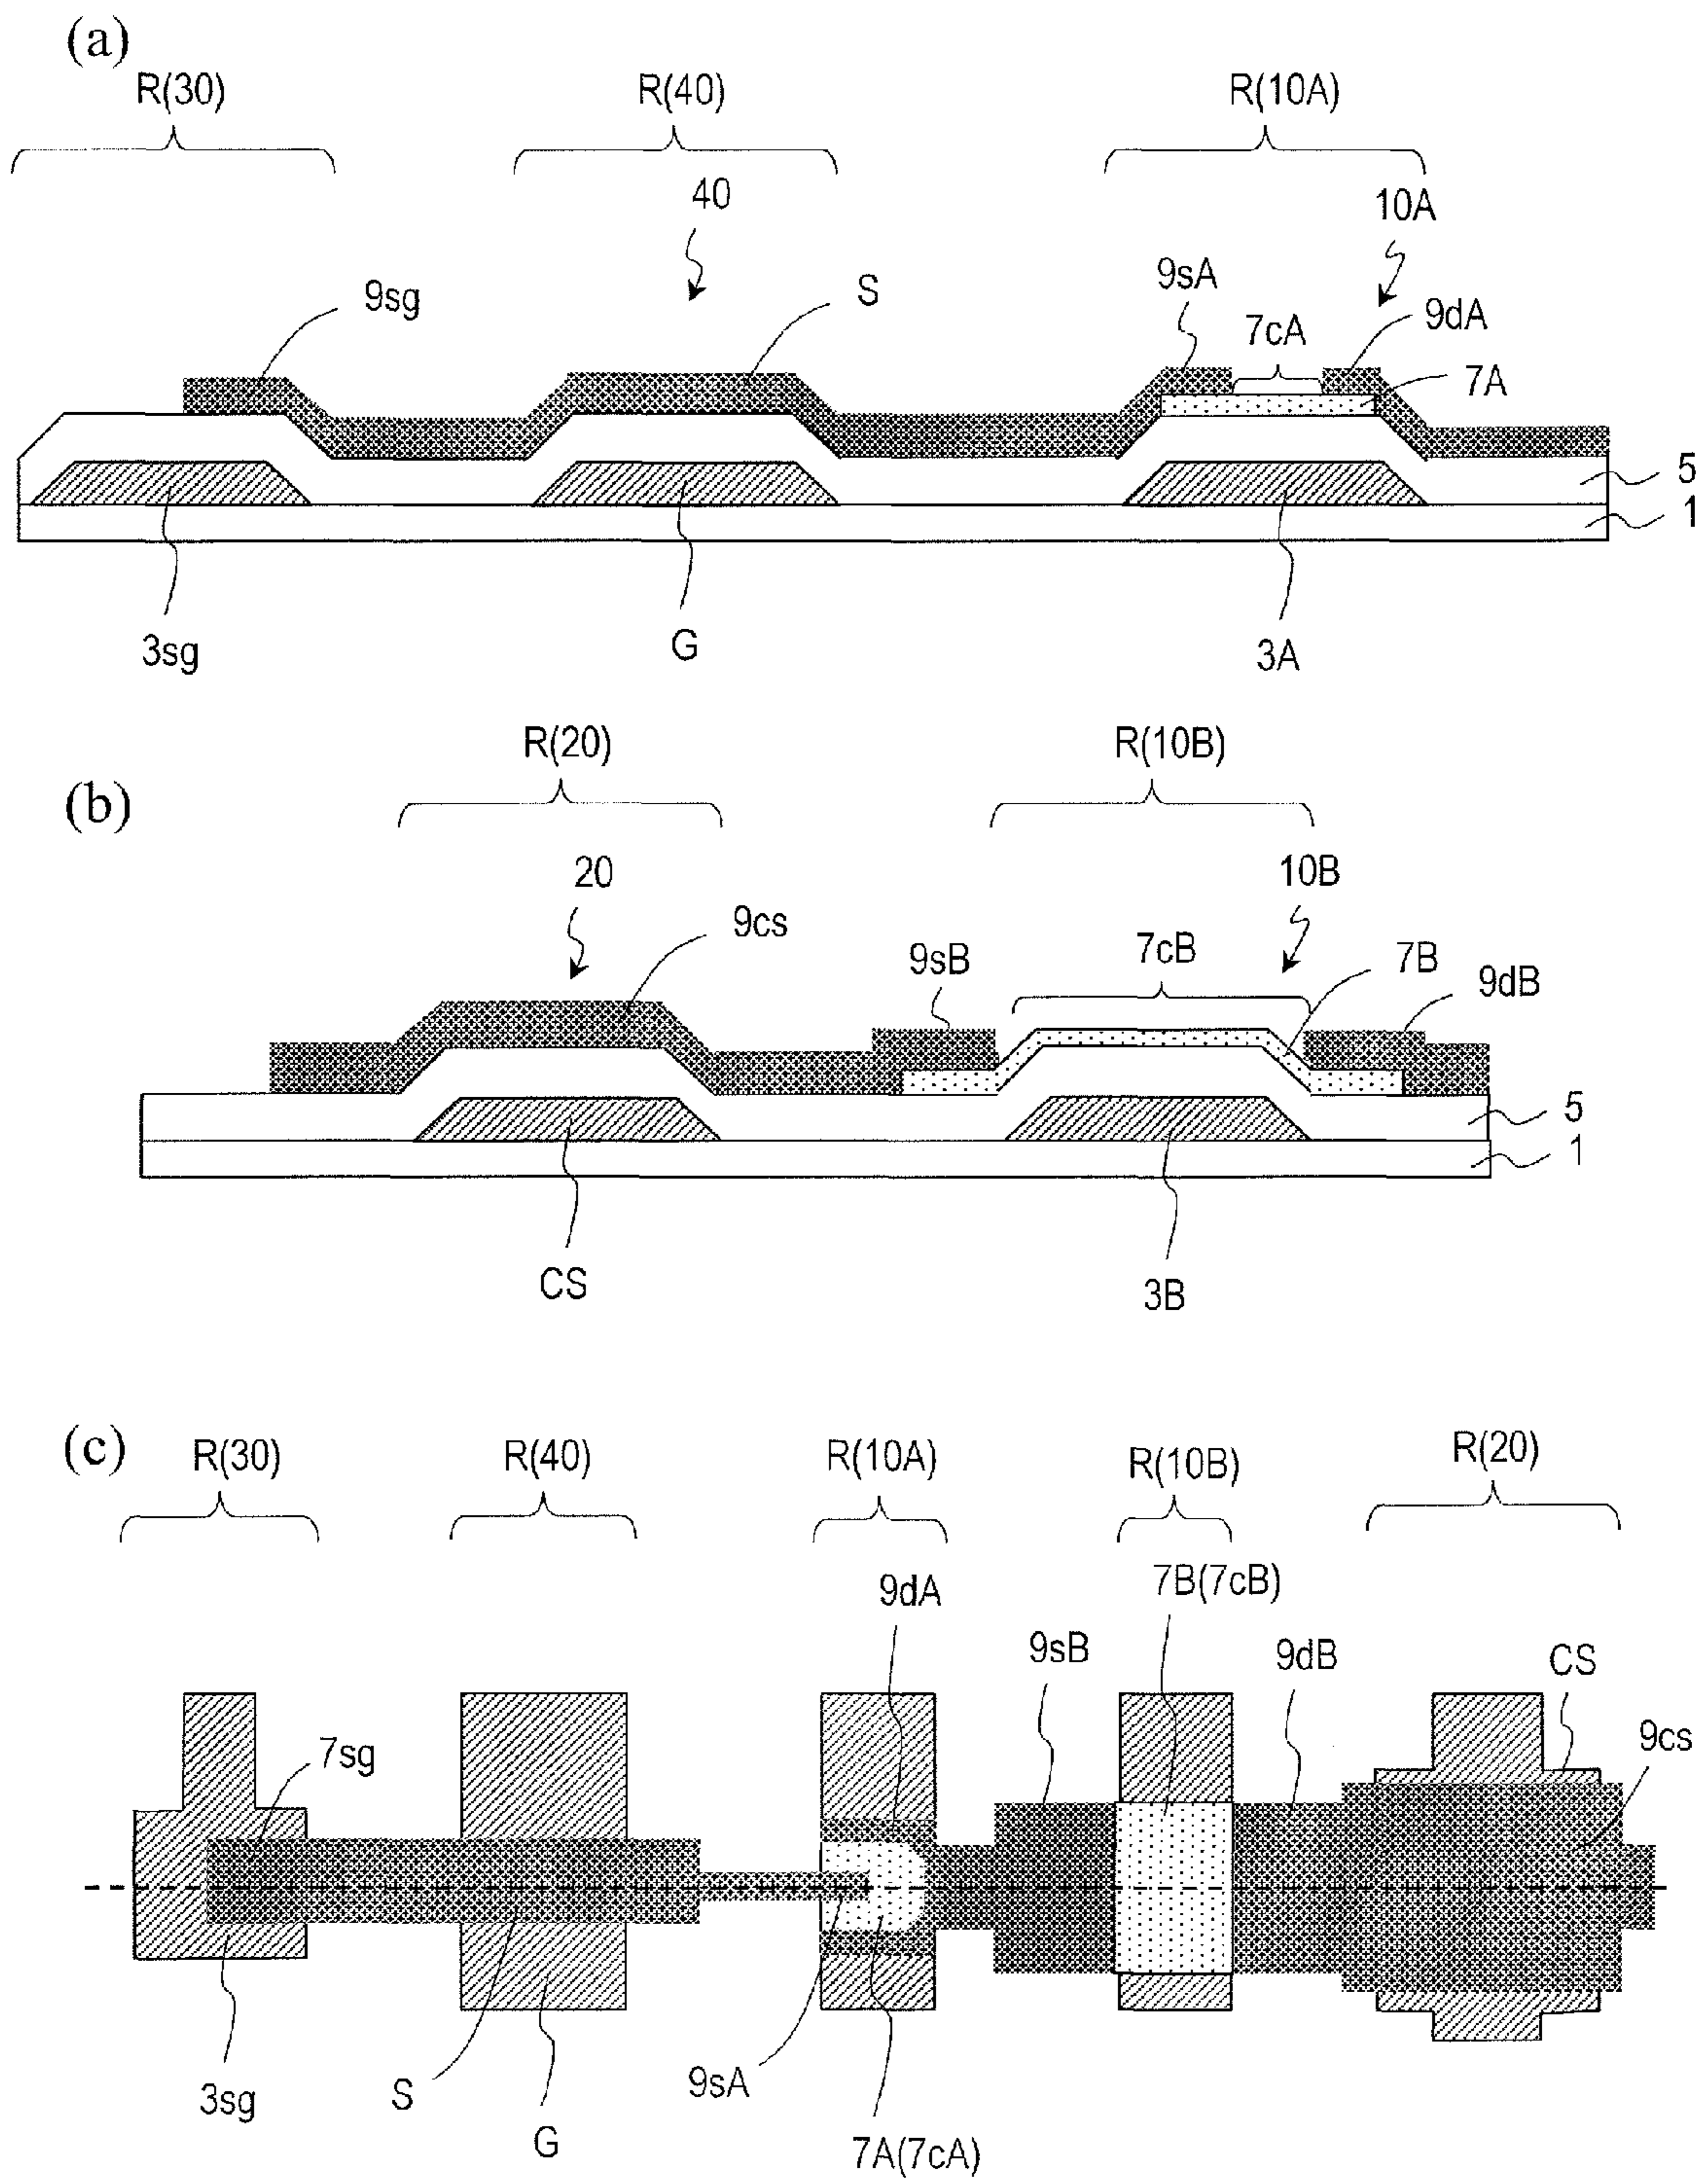 (a)
R(30) R(40) R(10A)
40 10A
9sg S 9sA 7cA 9dA
7A
5
1
3sg G 3A
R(20) R(10B)
(b)
20 10B
9cs 9sB 7cB 7B 9dB
5
1
CS 3B
(c)
R(30) R(40) R(10A) R(10B) R(20)
9dA 7B(7cB)
9sB 9dB CS
7sg 9cs
3sg S G 9sA
7A(7cA)